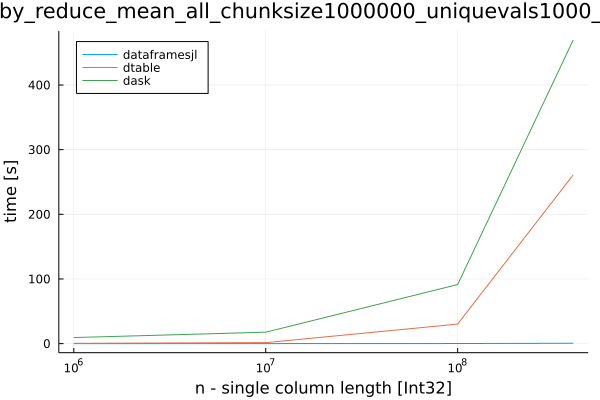 by_reduce_mean_all_chunksize1000000_uniquevals1000_
dataframesjl
dtable
dask
time [s]
400
300
200
100
0
10⁶ 10⁷ 10⁸
n - single column length [Int32]